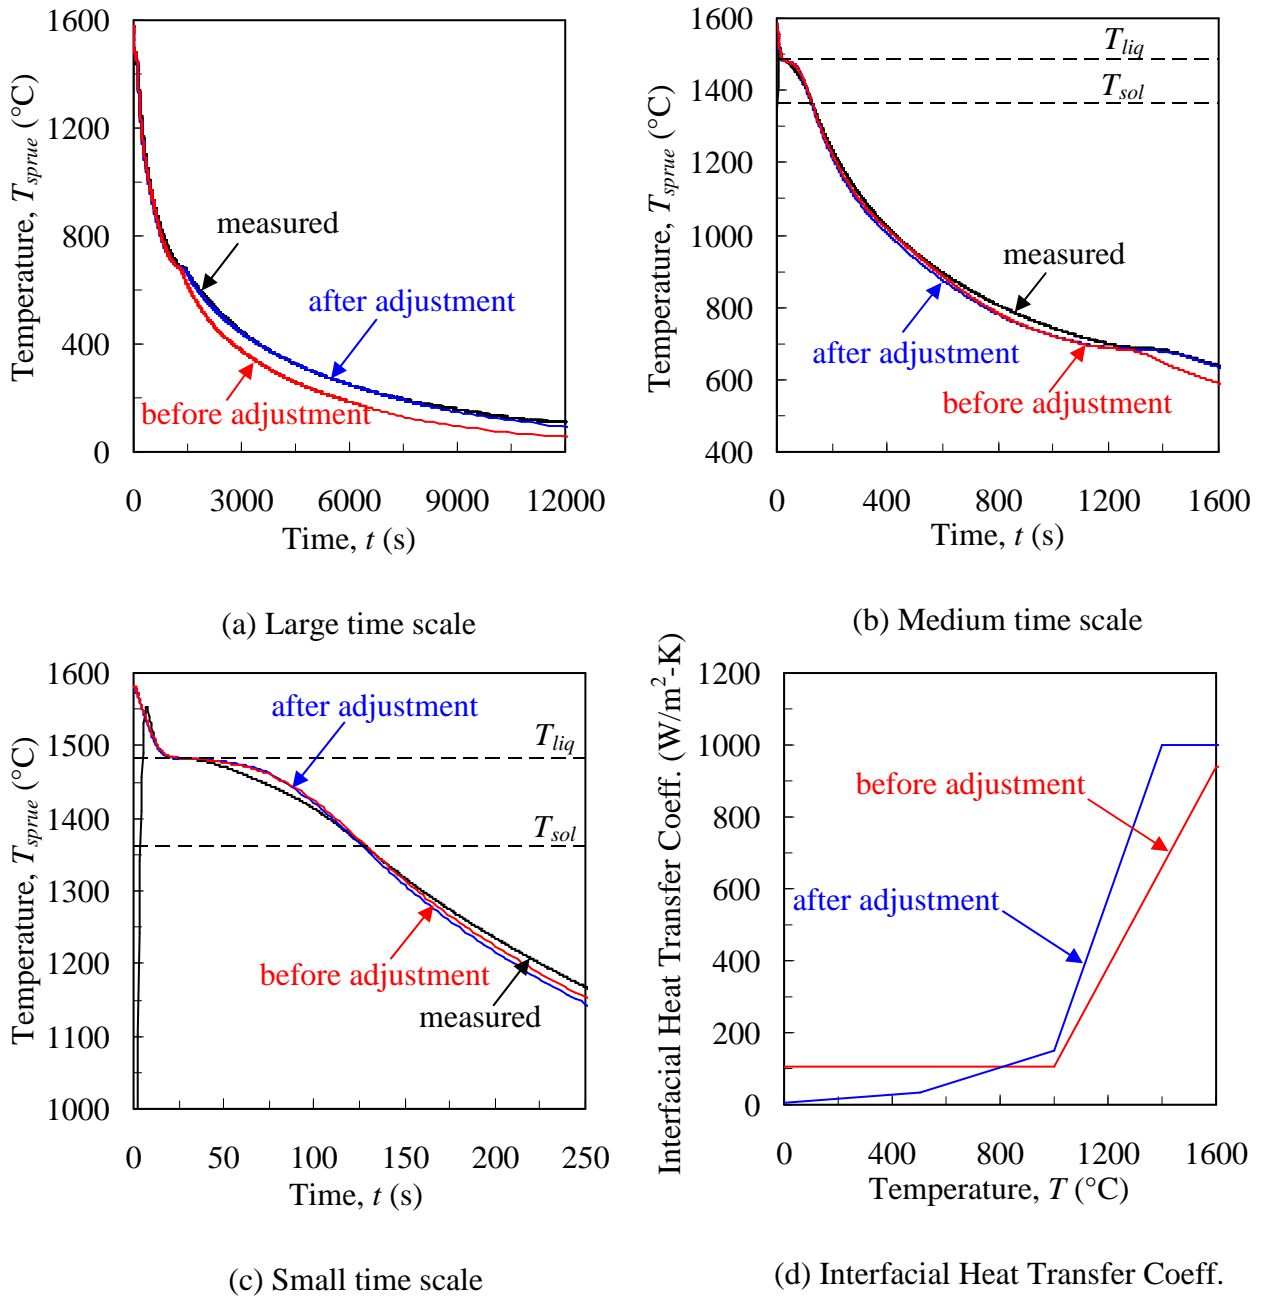 1600
1200
800
400
0
Temperature, T_sprue (°C)
measured
after adjustment
before adjustment
0 3000 6000 9000 12000
Time, t (s)
(a) Large time scale
1600
1400
1200
1000
800
600
400
Temperature, T_sprue (°C)
T_liq
T_sol
measured
after adjustment
before adjustment
0 400 800 1200 1600
Time, t (s)
(b) Medium time scale
1600
1500
1400
1300
1200
1100
1000
Temperature, T_sprue (°C)
after adjustment
T_liq
T_sol
before adjustment
measured
0 50 100 150 200 250
Time, t (s)
(c) Small time scale
1200
1000
800
600
400
200
0
Interfacial Heat Transfer Coeff. (W/m²-K)
before adjustment
after adjustment
0 400 800 1200 1600
Temperature, T (°C)
(d) Interfacial Heat Transfer Coeff.